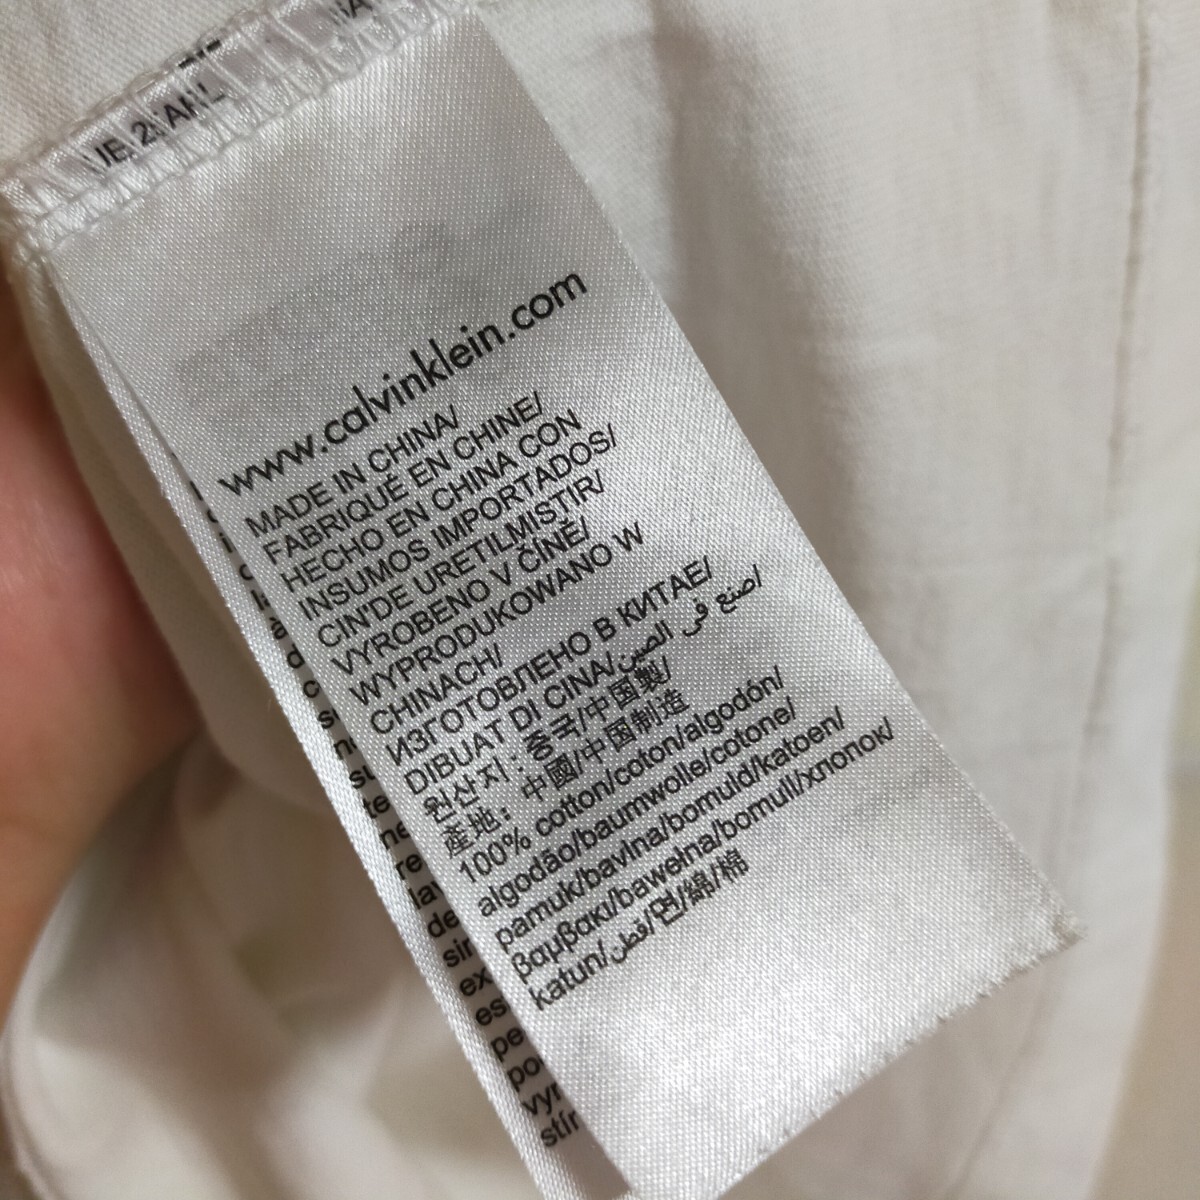 www.calvinklein.com
MADE IN CHINA/
FABRIQUÉ EN CHINE/
HECHO EN CHINA CON
INSUMOS IMPORTADOS/
CIN'DE URETILMISTIR/
VYROBENO V ČÍNĚ/
WYPRODUKOWANO W
CHINACH/
ИЗГОТОВЛЕНО В КИТАЕ/
DIBUAT DI CINA/صنع في الصين/
원산지 : 중국/中国製/
產地: 中國/中国制造
100% cotton/coton/algodón/
algodão/baumwolle/cotone/
pamuk/bavlna/bomuld/katoen/
βαμβακι/bawełna/bomull/хлопок/
katun/قطن/면/綿/棉